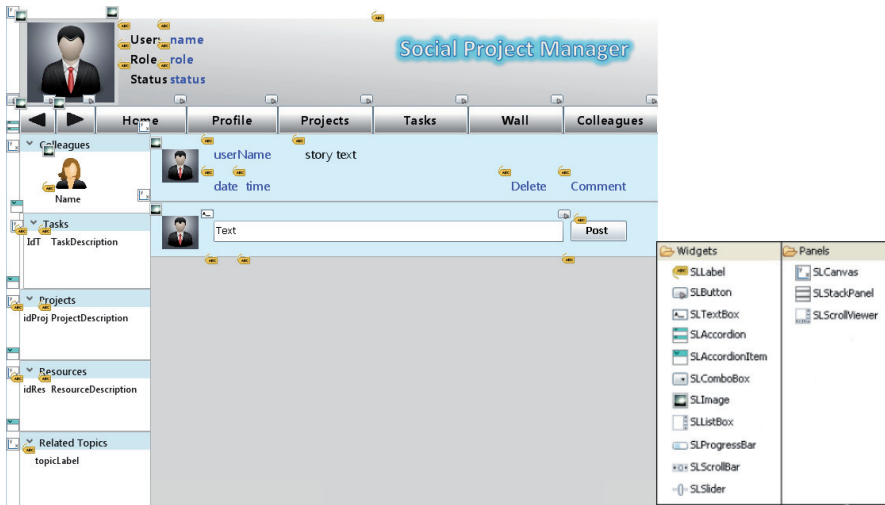 User: name
Social Project Manager
Role role
Status status
Home Profile Projects Tasks Wall Colleagues
Colleagues
userName story text
date time Delete Comment
Name
Text Post
Tasks
IdT TaskDescription
Projects
idProj ProjectDescription
Resources
idRes ResourceDescription
Related Topics
topicLabel
Widgets Panels
SLLabel SLCanvas
SLButton SLStackPanel
SLTextBox SLScrollViewer
SLAccordion
SLAccordionItem
SLComboBox
SLImage
SLListBox
SLProgressBar
SLScrollBar
SLSlider